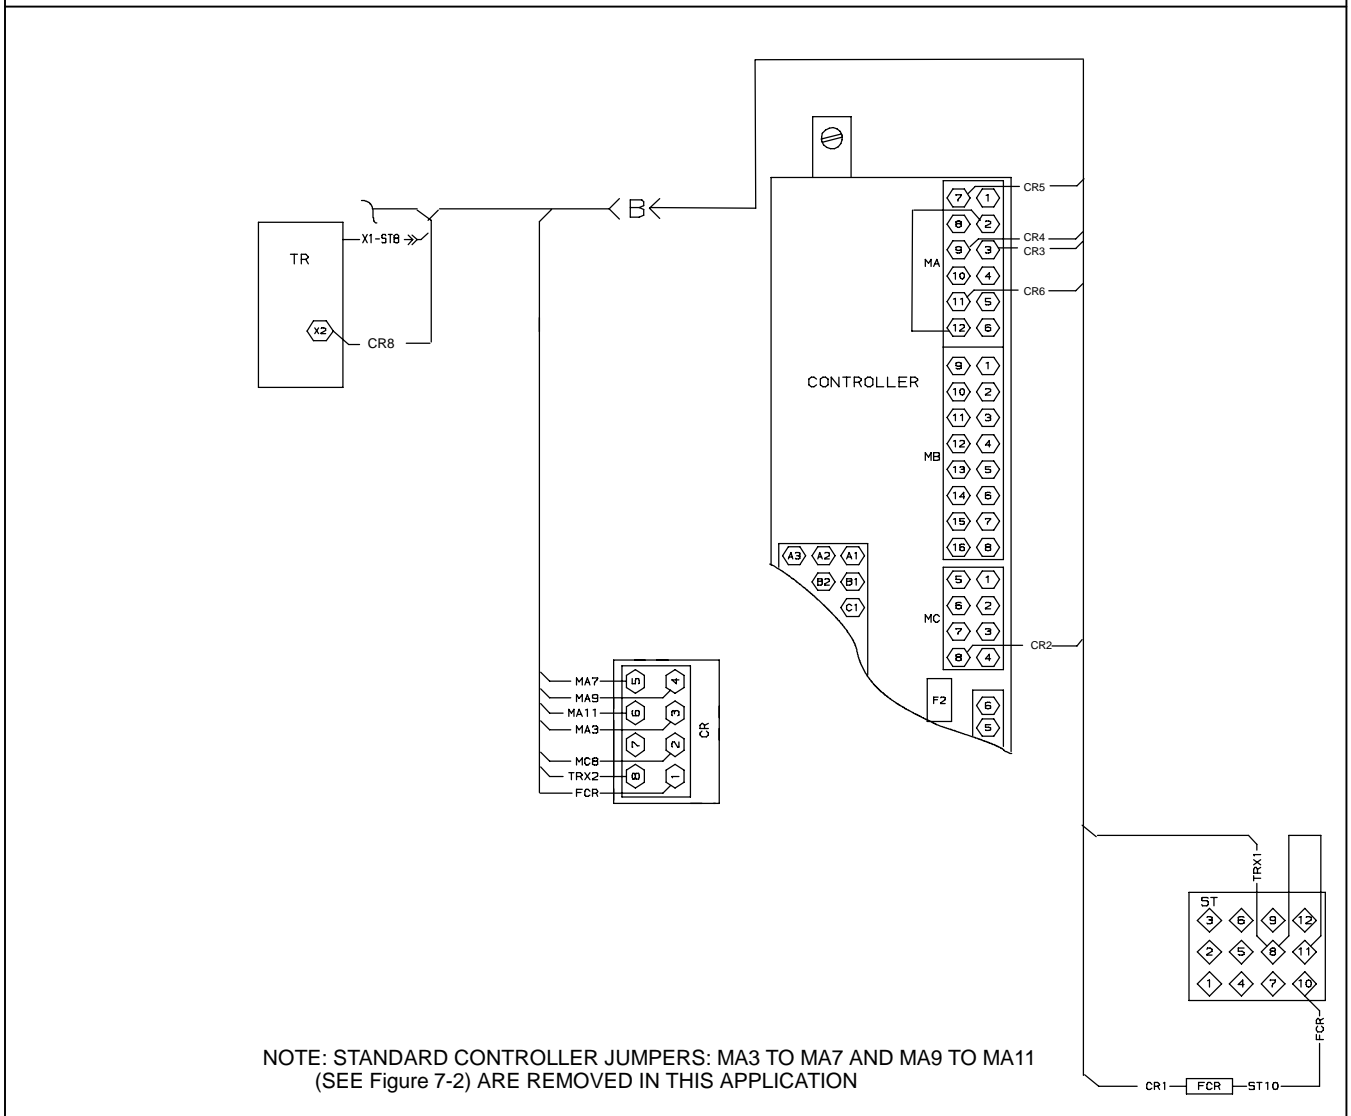 B
X1-ST8
TR
X2
CR8
7 1 CR5
8 2
9 3 CR4
CR3
MA
10 4
11 5 CR6
12 6
CONTROLLER
9 1
10 2
11 3
12 4
MB
13 5
14 6
15 7
16 8
A3 A2 A1
B2 B1
C1
5 1
6 2
MC
7 3
8 4 CR2
F2
6
5
MA7 5 4
MA9
MA11 6 3
MA3
CR
7 2
MC8
TRX2 8 1
FCR
TRX1
ST
3 6 9 12
2 5 8 11
1 4 7 10
FCR
CR1 FCR ST10
NOTE: STANDARD CONTROLLER JUMPERS: MA3 TO MA7 AND MA9 TO MA11
(SEE Figure 7-2) ARE REMOVED IN THIS APPLICATION